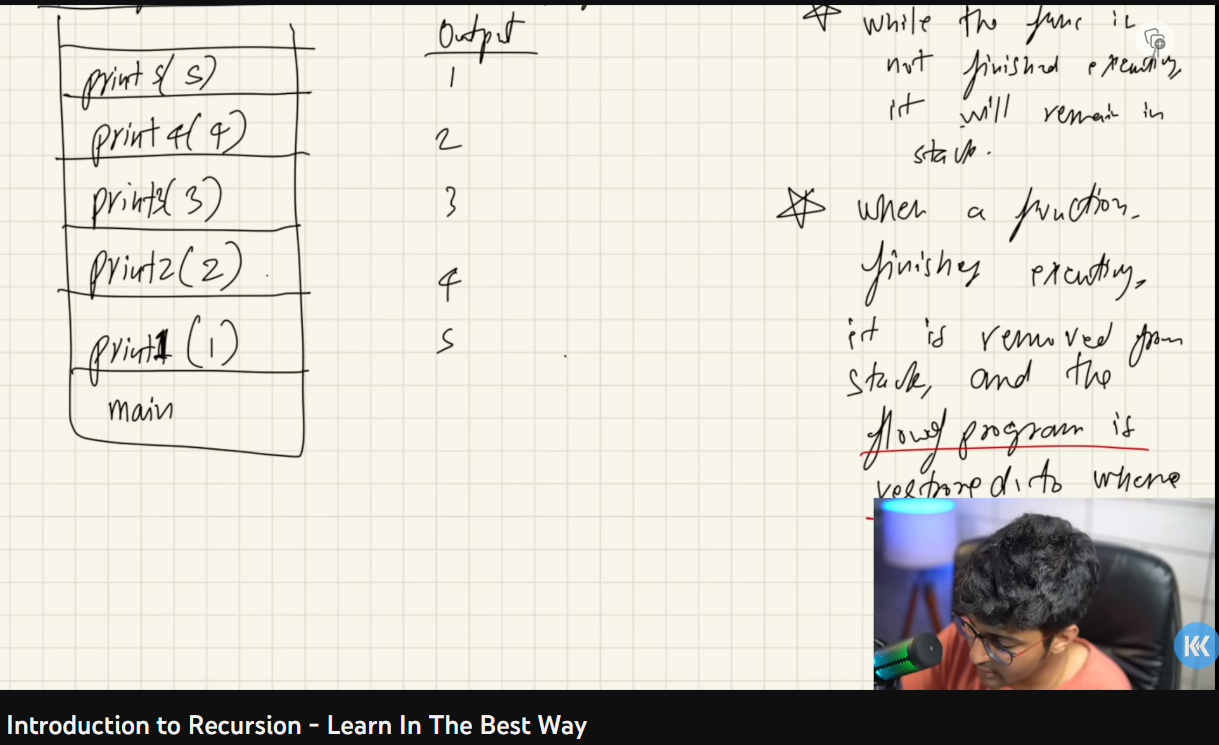 Output
print5(5)
1
print4(4)
2
print3(3)
3
print2(2)
4
print1(1)
5
main
while the func is
not finished executing
it will remain in
stack.
when a function
finishes executing,
it is removed from
stack, and the
flow of program is
restored to where
KK
Introduction to Recursion - Learn In The Best Way